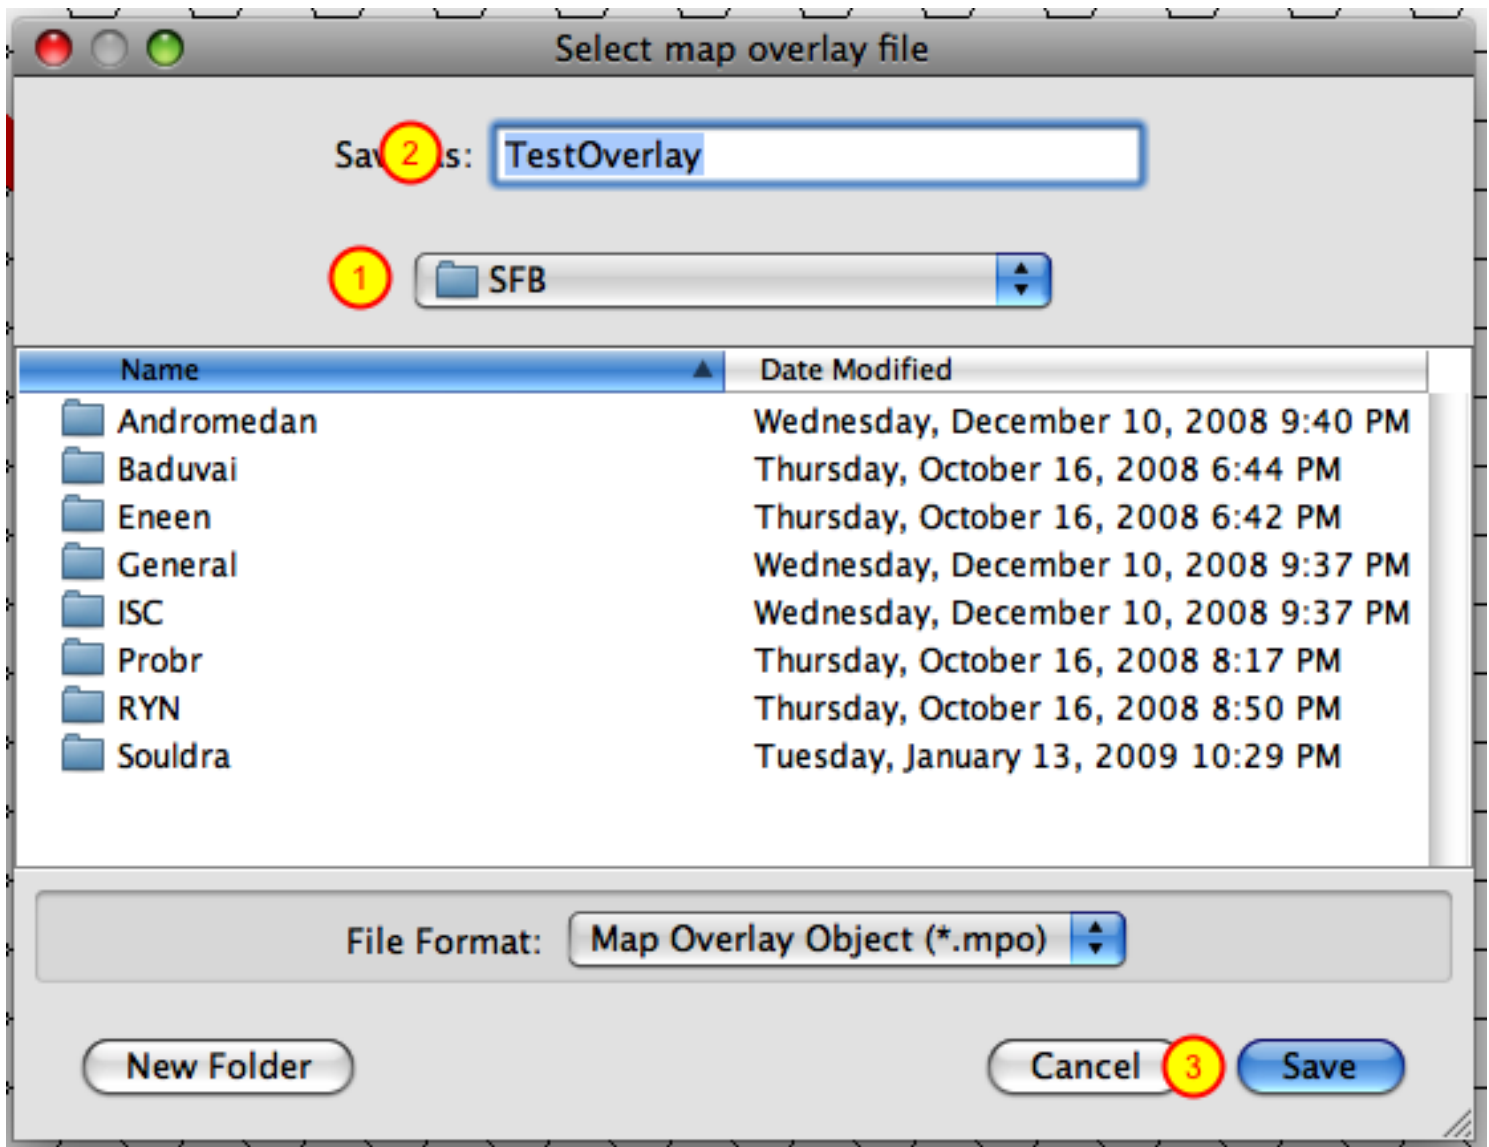 Select map overlay file
Sav 2 s: TestOverlay
1 SFB
Name Date Modified
Andromedan Wednesday, December 10, 2008 9:40 PM
Baduvai Thursday, October 16, 2008 6:44 PM
Eneen Thursday, October 16, 2008 6:42 PM
General Wednesday, December 10, 2008 9:37 PM
ISC Wednesday, December 10, 2008 9:37 PM
Probr Thursday, October 16, 2008 8:17 PM
RYN Thursday, October 16, 2008 8:50 PM
Souldra Tuesday, January 13, 2009 10:29 PM
File Format: Map Overlay Object (*.mpo)
New Folder Cancel 3 Save